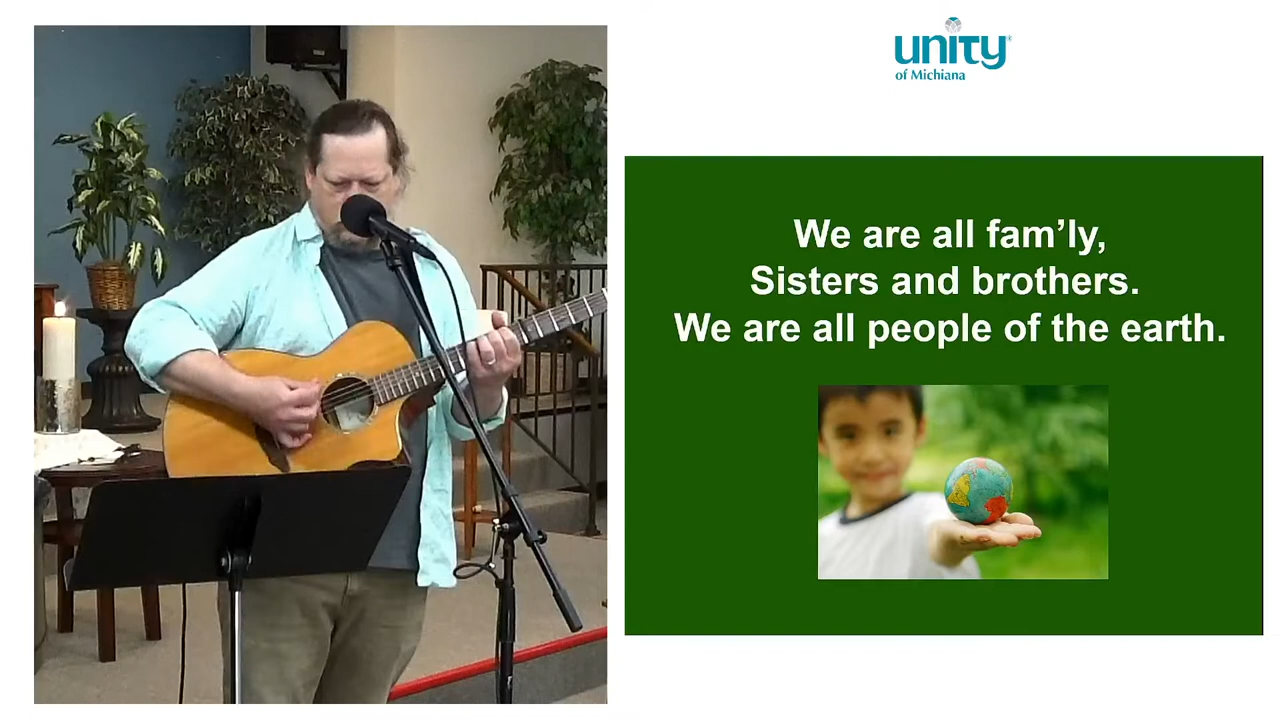 unity
of Michiana
We are all fam’ly,
Sisters and brothers.
We are all people of the earth.